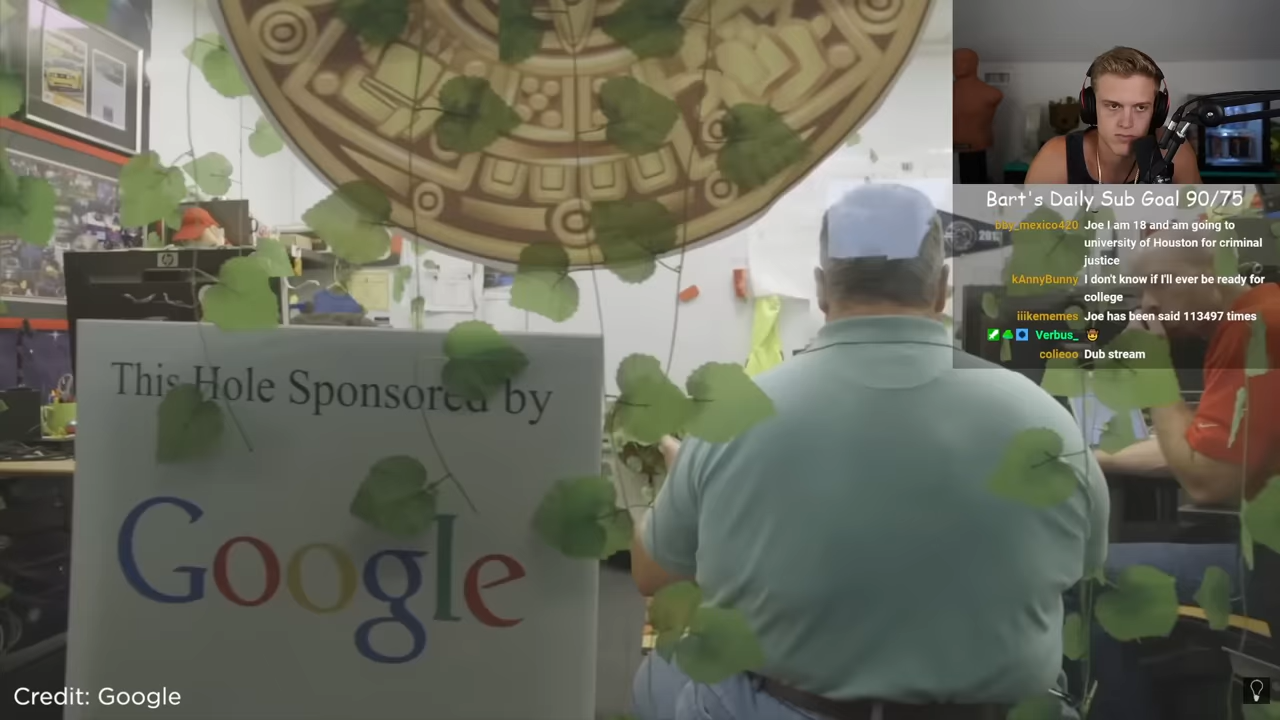 Bart's Daily Sub Goal 90/75
bby_mexico420 Joe I am 18 and am going to
university of Houston for criminal
justice
kAnnyBunny I don't know if I'll ever be ready for
college
iiikememes Joe has been said 113497 times
Verbus_
colieoo Dub stream
hp
This Hole Sponsored by
Google
Credit: Google